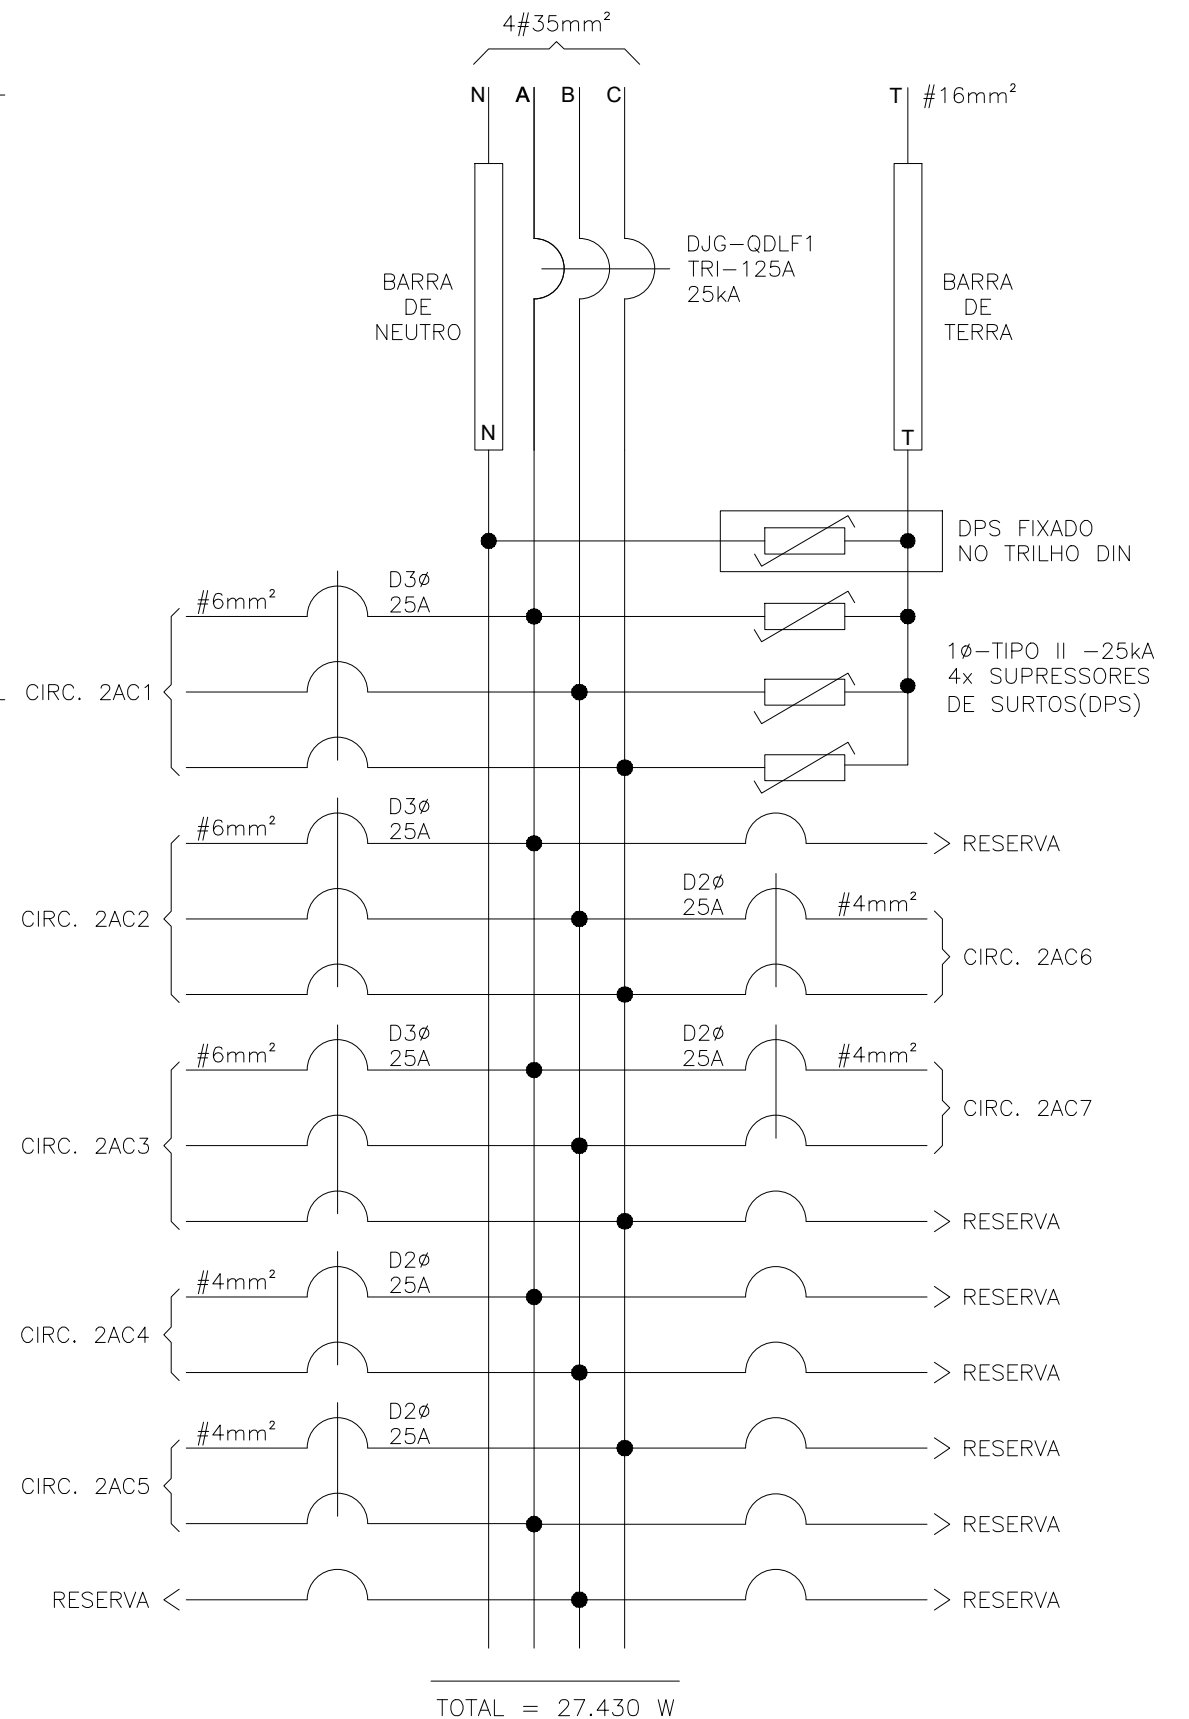 4#35mm²
N
A
B
C
T
#16mm²
DJG-QDLF1
TRI-125A
25kA
BARRA
DE
NEUTRO
BARRA
DE
TERRA
N
T
DPS FIXADO
NO TRILHO DIN
#6mm²
D3ø
25A
CIRC. 2AC1
1ø-TIPO II -25kA
4x SUPRESSORES
DE SURTOS(DPS)
#6mm²
D3ø
25A
RESERVA
CIRC. 2AC2
D2ø
25A
#4mm²
CIRC. 2AC6
#6mm²
D3ø
25A
D2ø
25A
#4mm²
CIRC. 2AC7
CIRC. 2AC3
RESERVA
#4mm²
D2ø
25A
RESERVA
CIRC. 2AC4
RESERVA
#4mm²
D2ø
25A
RESERVA
CIRC. 2AC5
RESERVA
RESERVA
RESERVA
TOTAL = 27.430 W